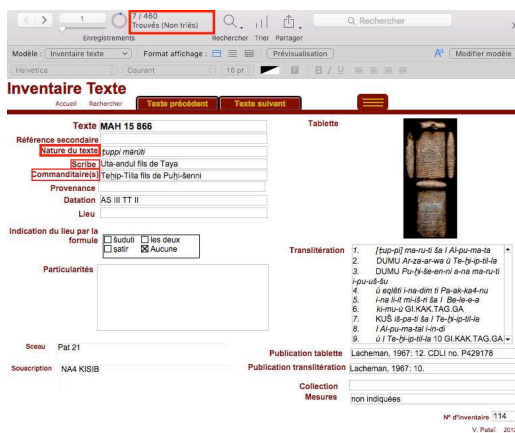 1
7 / 460
Trouvés (Non triés)
Rechercher
Enregistrements
Rechercher Trier Partager
Modèle : Inventaire texte
Format affichage :
Prévisualisation
Modifier modèle
Helvetica
Courant
16 pt
B I U
Inventaire Texte
Accueil Rechercher Texte précédent Texte suivant
Texte MAH 15 866
Tablette
Référence secondaire
Nature du texte ṭuppi mārūti
Scribe Uta-andul fils de Taya
Commanditaire(s) Teḫip-Tilla fils de Puḫi-šenni
Provenance
Datation AS III TT II
Lieu
Indication du lieu par la
formule
šuduti les deux
šaṭir Aucune
Particularités
Translitération
1. [ṭup-pi] ma-ru-ti ša I Al-pu-ma-ta
2. DUMU Ar-za-ar-wa ù Te-ḫi-ip-til-la
3. DUMU Pu-ḫi-še-en-ni a-na ma-ru-ti
i-pu-uš-šu
4. ù eqlēti i-na-dim ti Pa-ak-ka4-nu
5. i-na li-it mi-iš-ri ša I Be-le-e-a
6. ki-mu-ù GI.KAK.TAG.GA
7. KUŠ iš-pa-ti ša I Te-ḫi-ip-til-la
8. I Al-pu-ma-tal i-in-di
9. ù I Te-ḫi-ip-til-la 10 GI.KAK.TAG.GA
Sceau Pat 21
Souscription NA4 KISIB
Publication tablette Lacheman, 1967: 12. CDLI no. P429178
Publication translitération Lacheman, 1967: 10.
Collection
Mesures non indiquées
N° d'inventaire 114
V. Pataï 2012